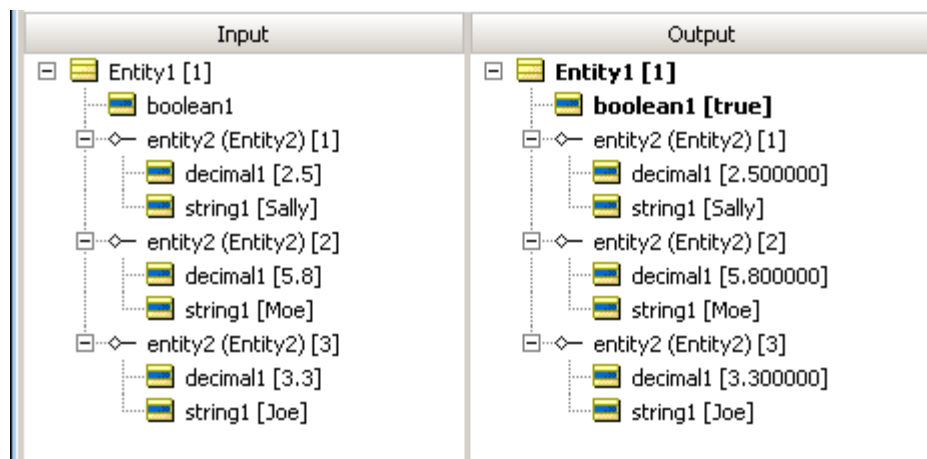 Input
Entity1 [1]
boolean1
entity2 (Entity2) [1]
decimal1 [2.5]
string1 [Sally]
entity2 (Entity2) [2]
decimal1 [5.8]
string1 [Moe]
entity2 (Entity2) [3]
decimal1 [3.3]
string1 [Joe]
Output
Entity1 [1]
boolean1 [true]
entity2 (Entity2) [1]
decimal1 [2.500000]
string1 [Sally]
entity2 (Entity2) [2]
decimal1 [5.800000]
string1 [Moe]
entity2 (Entity2) [3]
decimal1 [3.300000]
string1 [Joe]